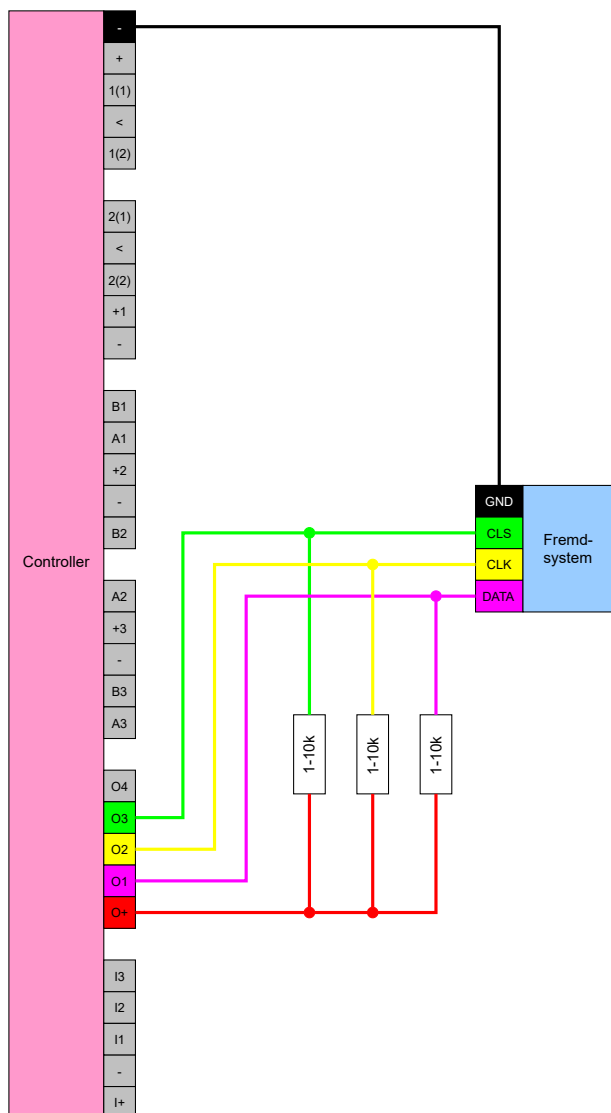 -
+
1(1)
<
1(2)
2(1)
<
2(2)
+1
-
B1
A1
+2
-
B2
Controller
A2
+3
-
B3
A3
O4
O3
O2
O1
O+
I3
I2
I1
-
I+
GND
CLS
CLK
DATA
Fremd-
system
1-10k
1-10k
1-10k